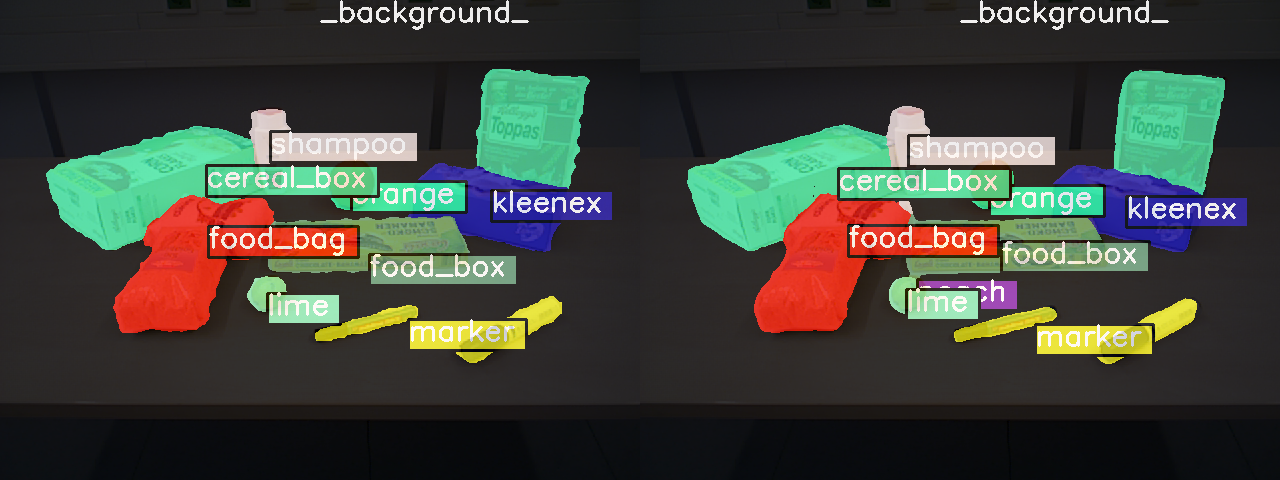 _background_
_background_
Toppas
Toppas
shampoo
shampoo
cereal_box
cereal_box
orange
orange
kleenex
kleenex
food_bag
food_bag
food_box
food_box
lime
lime
marker
marker